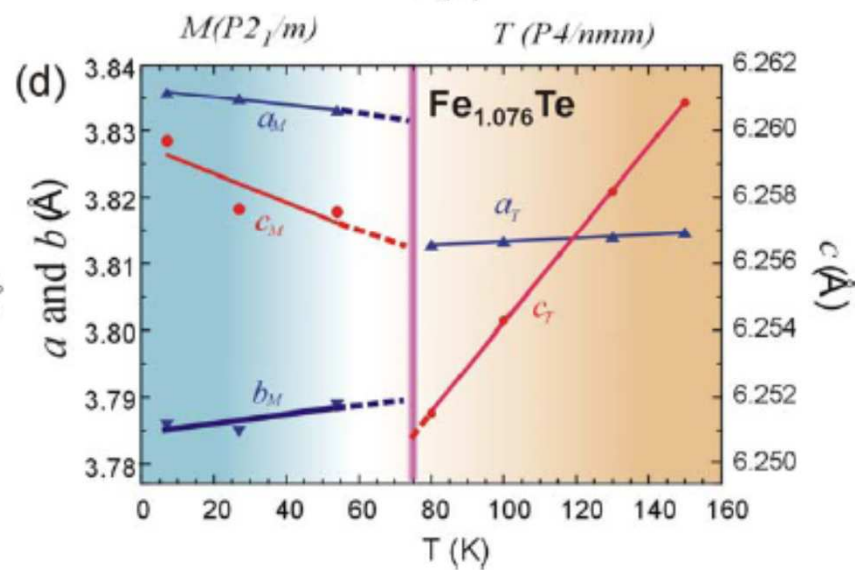 M(P2₁/m) T (P4/nmm)
(d)
3.84
3.83
3.82
3.81
3.80
3.79
3.78
a and b (Å)
6.262
6.260
6.258
6.256
6.254
6.252
6.250
c (Å)
Fe₁.₀₇₆Te
a_M
c_M
b_M
a_T
c_T
0 20 40 60 80 100 120 140 160
T (K)